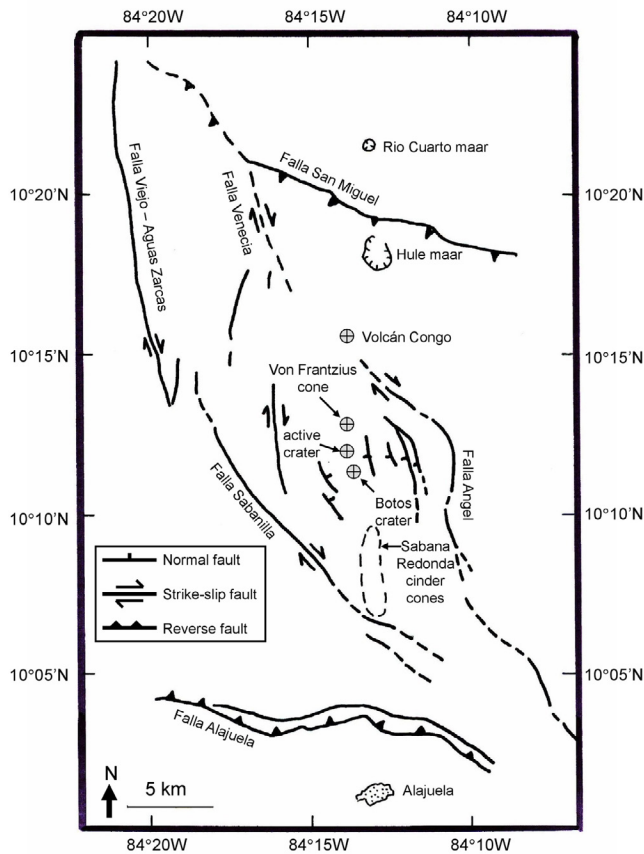 84°20'W
84°15'W
84°10'W
Rio Cuarto maar
Falla San Miguel
10°20'N
10°20'N
Falla Venecia
Falla Viejo – Aguas Zarcas
Hule maar
Volcán Congo
10°15'N
10°15'N
Von Frantzius
cone
active
crater
Falla Angel
Falla Sabanilla
Botos
crater
10°10'N
10°10'N
Sabana
Redonda
cinder
cones
Normal fault
Strike-slip fault
Reverse fault
10°05'N
10°05'N
Falla Alajuela
N
5 km
Alajuela
84°20'W
84°15'W
84°10'W